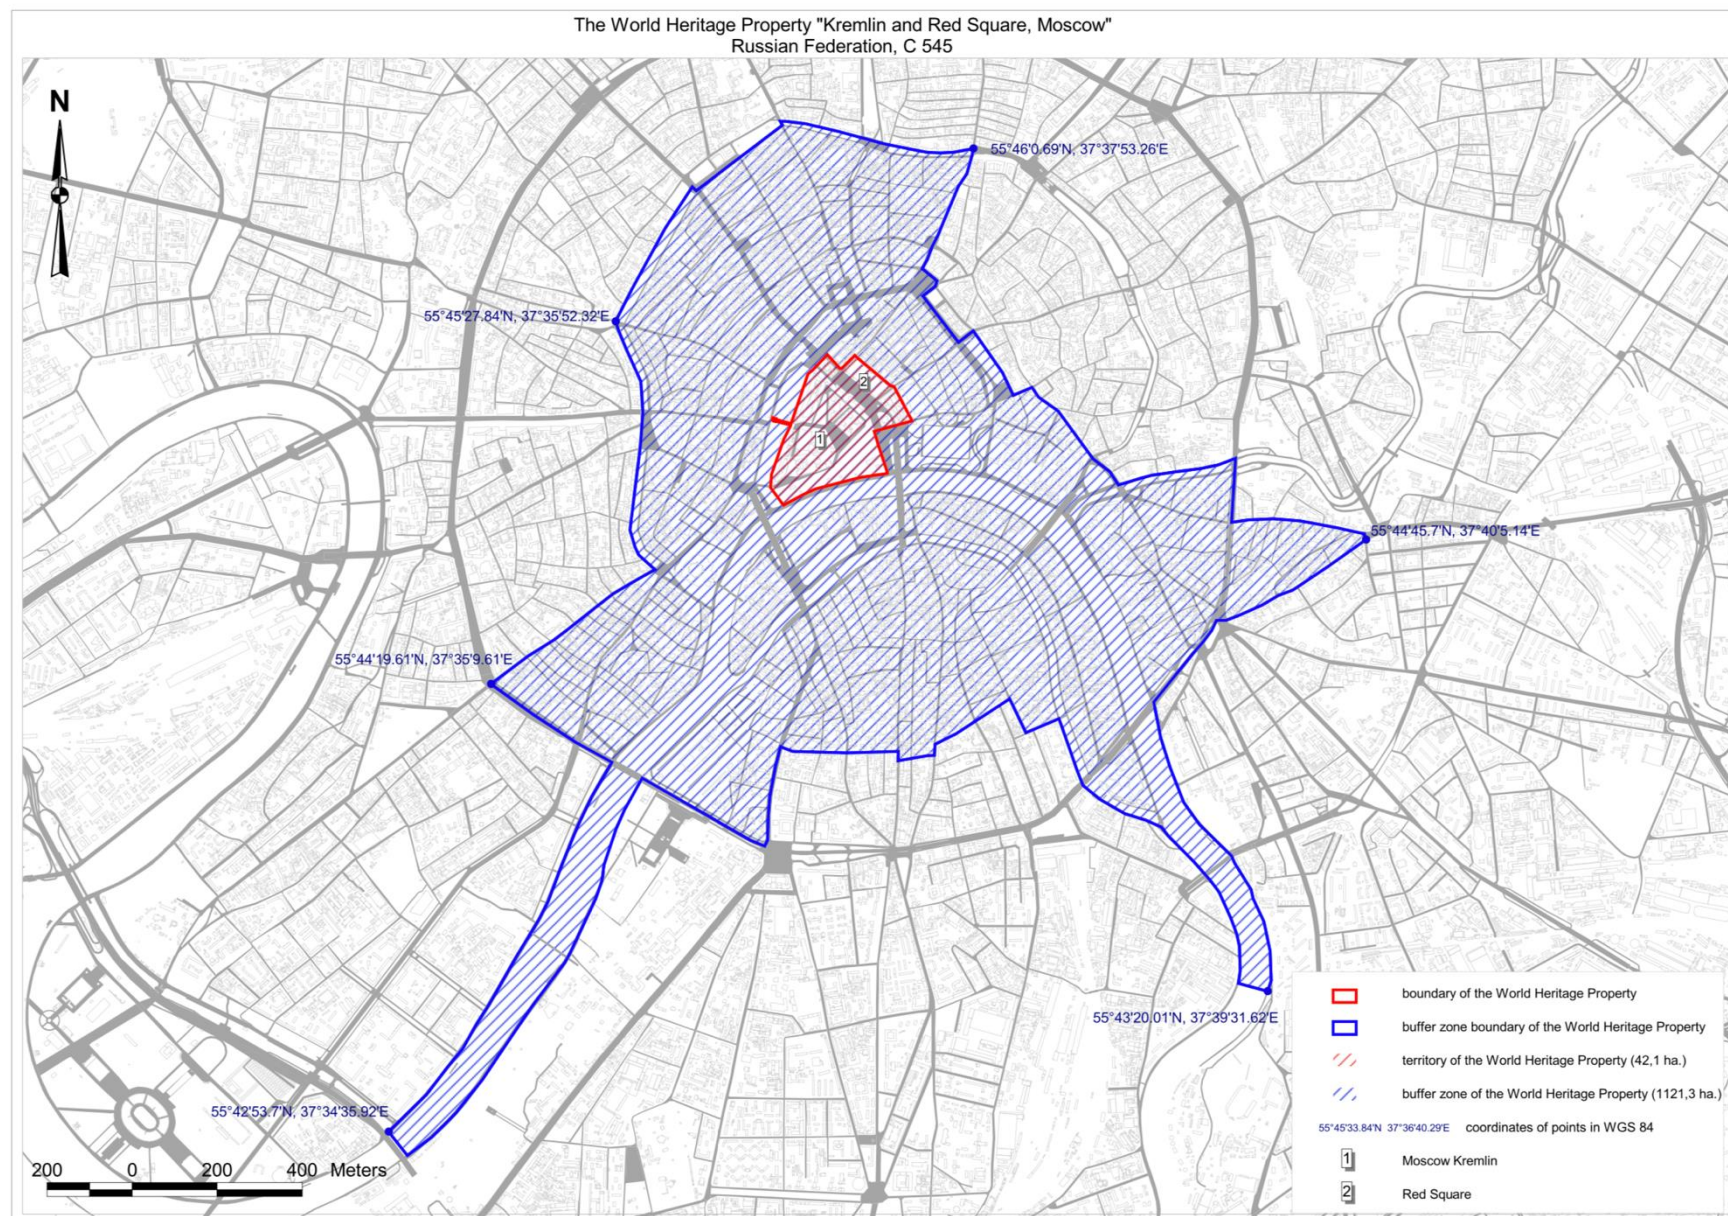 The World Heritage Property "Kremlin and Red Square, Moscow"
Russian Federation, C 545
N
55°46'0.69'N, 37°37'53.26'E
55°45'27.84'N, 37°35'52.32'E
2
1
55°44'45.7'N, 37°40'5.14'E
55°44'19.61'N, 37°35'9.61'E
55°43'20.01'N, 37°39'31.62'E
55°42'53.7'N, 37°34'35.92'E
200 0 200 400 Meters
boundary of the World Heritage Property
buffer zone boundary of the World Heritage Property
territory of the World Heritage Property (42,1 ha.)
buffer zone of the World Heritage Property (1121,3 ha.)
55°45'33.84'N 37°36'40.29'E coordinates of points in WGS 84
1 Moscow Kremlin
2 Red Square